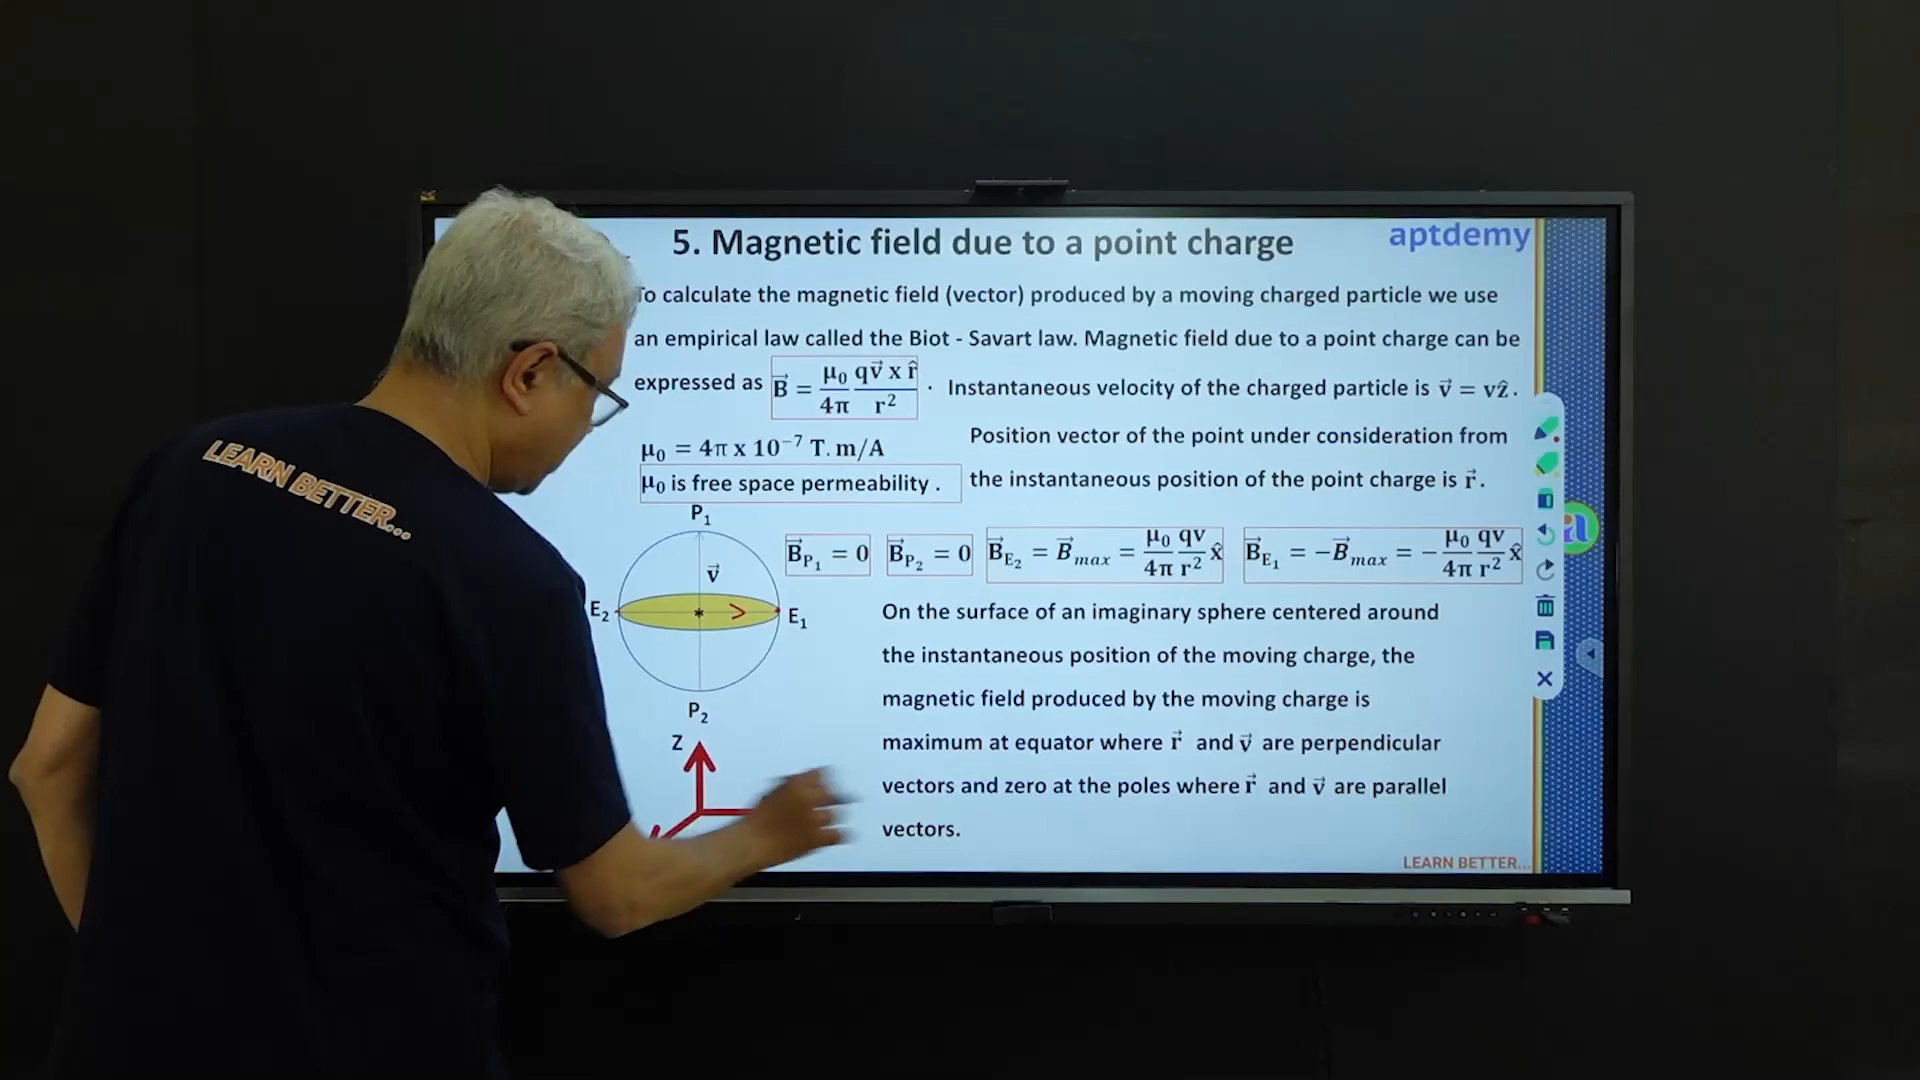 5. Magnetic field due to a point charge
aptdemy
To calculate the magnetic field (vector) produced by a moving charged particle we use
an empirical law called the Biot - Savart law. Magnetic field due to a point charge can be
expressed as B⃗ = μ₀/4π qv⃗ x r̂/r² . Instantaneous velocity of the charged particle is v⃗ = vẑ.
μ₀ = 4π x 10⁻⁷ T. m/A
μ₀ is free space permeability .
Position vector of the point under consideration from
the instantaneous position of the point charge is r⃗ .
P₁
v⃗
E₂
E₁
P₂
Z
B⃗P₁ = 0
B⃗P₂ = 0
B⃗E₂ = B⃗max = μ₀/4π qv/r² x̂
B⃗E₁ = −B⃗max = − μ₀/4π qv/r² x̂
On the surface of an imaginary sphere centered around
the instantaneous position of the moving charge, the
magnetic field produced by the moving charge is
maximum at equator where r⃗ and v⃗ are perpendicular
vectors and zero at the poles where r⃗ and v⃗ are parallel
vectors.
LEARN BETTER...
LEARN BETTER...
a